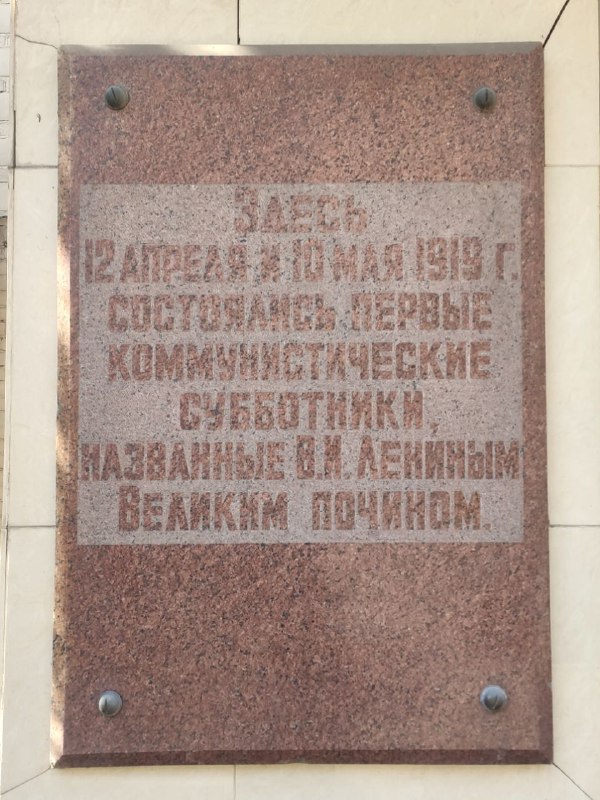 Здесь
12 апреля и 10 мая 1919 г.
состоялись первые
коммунистические
субботники,
названные В.И. Лениным
Великим почином.